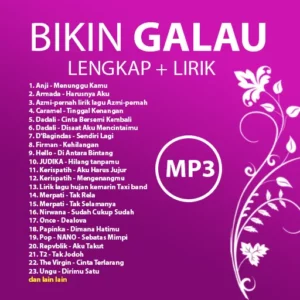 BIKIN GALAU
LENGKAP + LIRIK
1. Anji - Menunggu Kamu
2. Armada - Harusnya Aku
3. Azmi-pernah lirik lagu Azmi-pernah
4. Caramel - Tinggal Kenangan
5. Dadali - Cinta Bersemi Kembali
6. Dadali - Disaat Aku Mencintaimu
7. D'Bagindas - Sendiri Lagi
8. Firman - Kehilangan
9. Hello - Di Antara Bintang
10. JUDIKA - Hilang tanpamu
11. Kerispatih - Aku Harus Jujur
12. Kerispatih - Mengenangmu
13. Lirik lagu hujan kemarin Taxi band
14. Merpati - Tak Rela
15. Merpati - Tak Selamanya
16. Nirwana - Sudah Cukup Sudah
17. Once - Dealova
18. Papinka - Dimana Hatimu
19. Pop - NANO - Sebatas Mimpi
20. Repvblik - Aku Takut
21. T2 - Tak Jodoh
22. The Virgin - Cinta Terlarang
23. Ungu - Dirimu Satu
dan lain lain
MP3